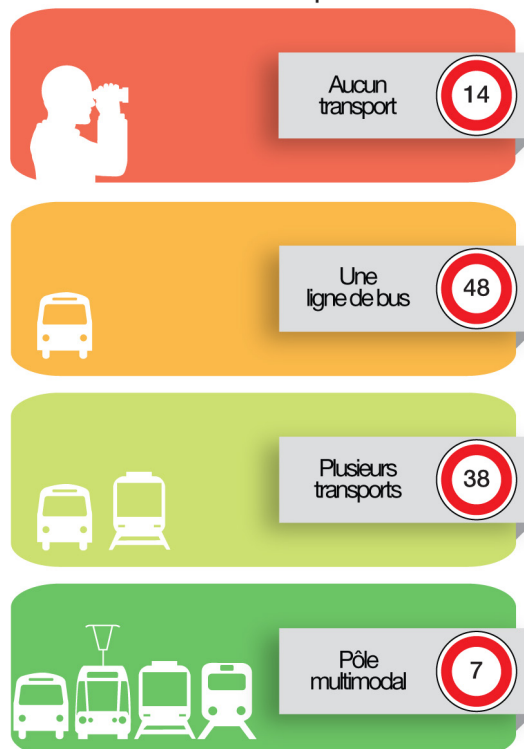 Aucun
transport
14
Une
ligne de bus
48
Plusieurs
transports
38
Pôle
multimodal
7